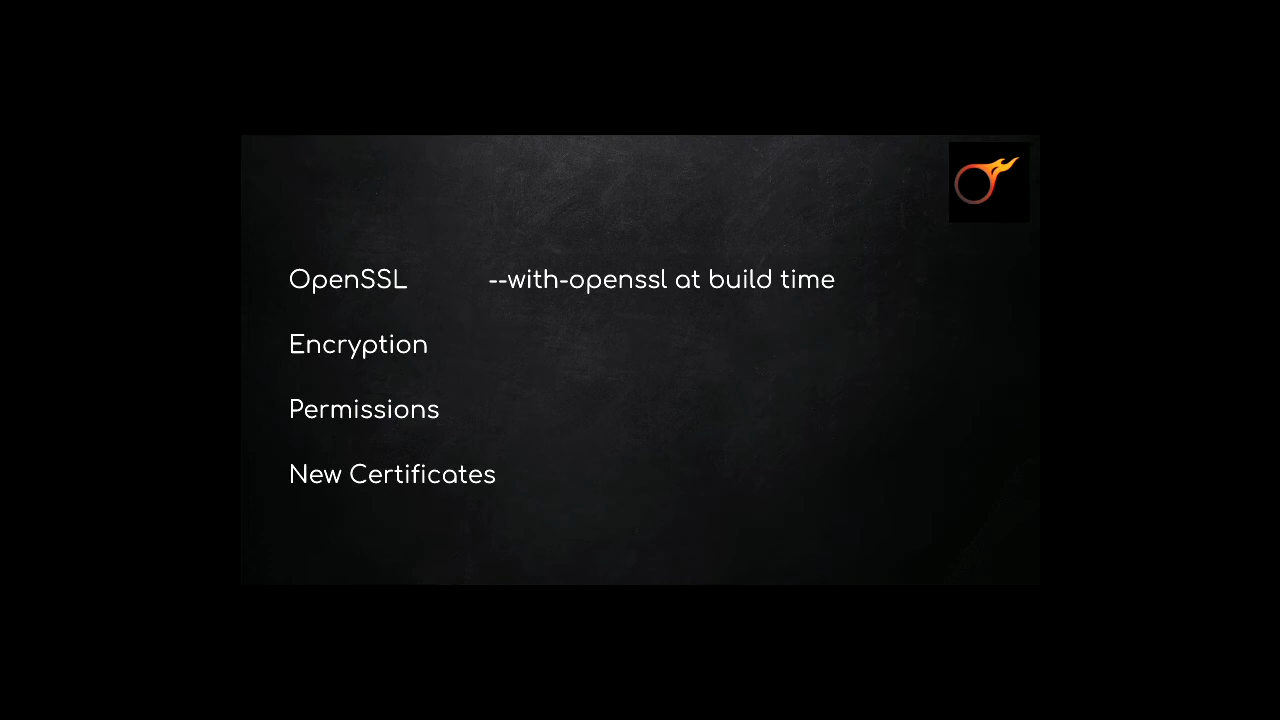 OpenSSL --with-openssl at build time
Encryption
Permissions
New Certificates